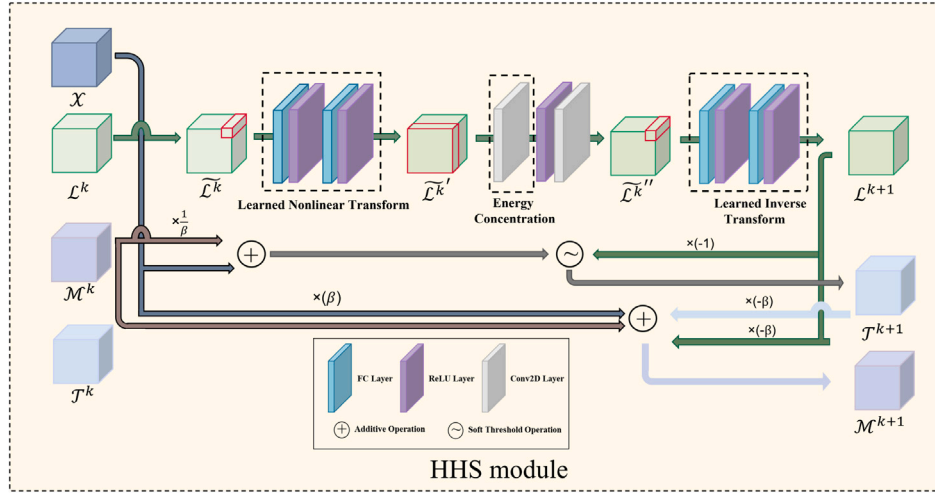 𝒳
ℒ^k
ℒ̃^k
Learned Nonlinear Transform
ℒ̃^k′
Energy
Concentration
ℒ̃^k′′
Learned Inverse
Transform
ℒ^{k+1}
ℳ^k
×1/β
+
~
×(-1)
×(β)
+
×(-β)
×(-β)
𝒯^{k+1}
𝒯^k
ℳ^{k+1}
FC Layer
ReLU Layer
Conv2D Layer
+ Additive Operation
~ Soft Threshold Operation
HHS module